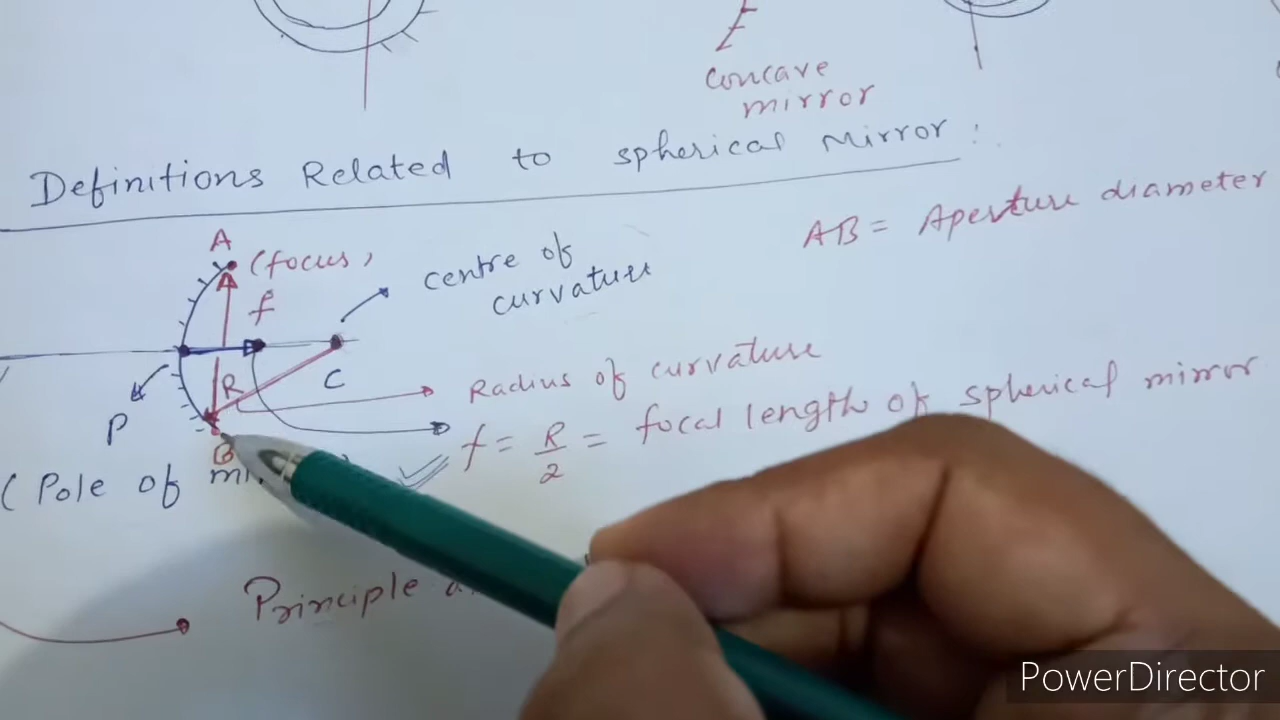 concave
mirror
Definitions Related to spherical Mirror :
AB = Aperture diameter
A
(focus,
f
centre of
curvature
R
C
Radius of curvature
P
f = R/2 = focal length of spherical mirror
B
(Pole of
Principle
PowerDirector